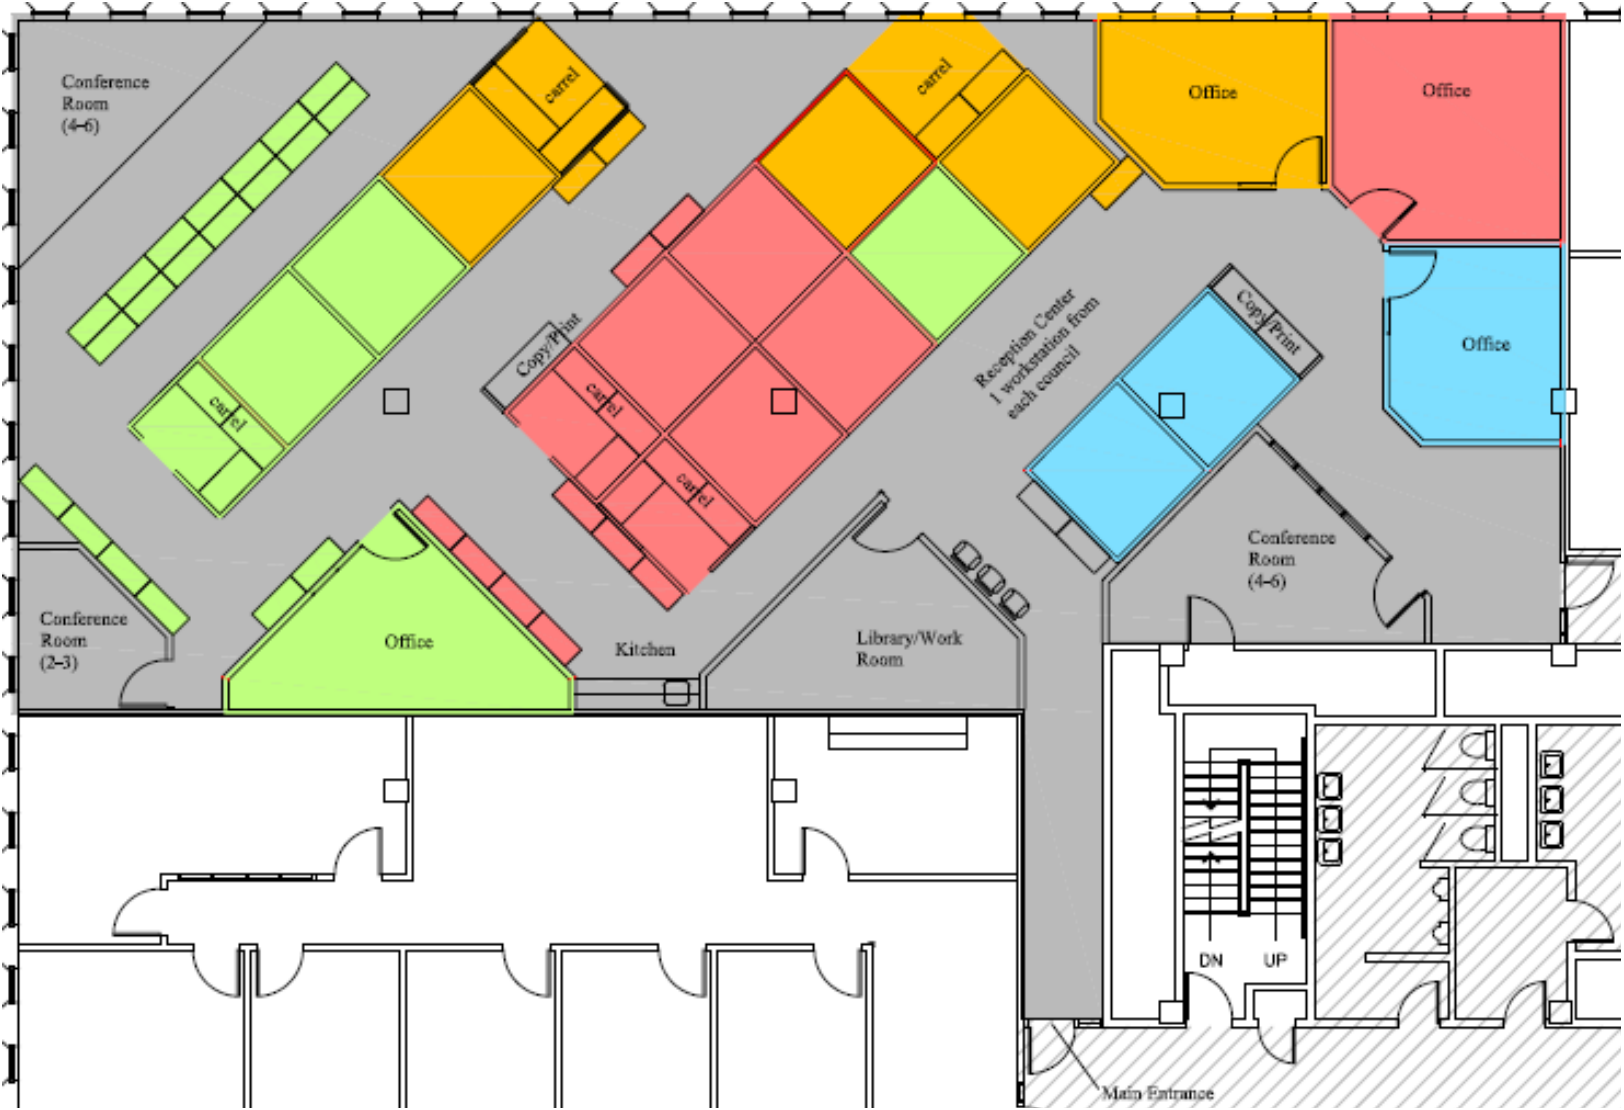 Conference
Room
(4-6)
carrel
carrel
Office
Office
Copy/Print
Reception Center
1 workstation from
each council
Copy/Print
Office
carrel
carrel
carrel
Conference
Room
(4-6)
Conference
Room
(2-3)
Office
Kitchen
Library/Work
Room
DN
UP
Main Entrance